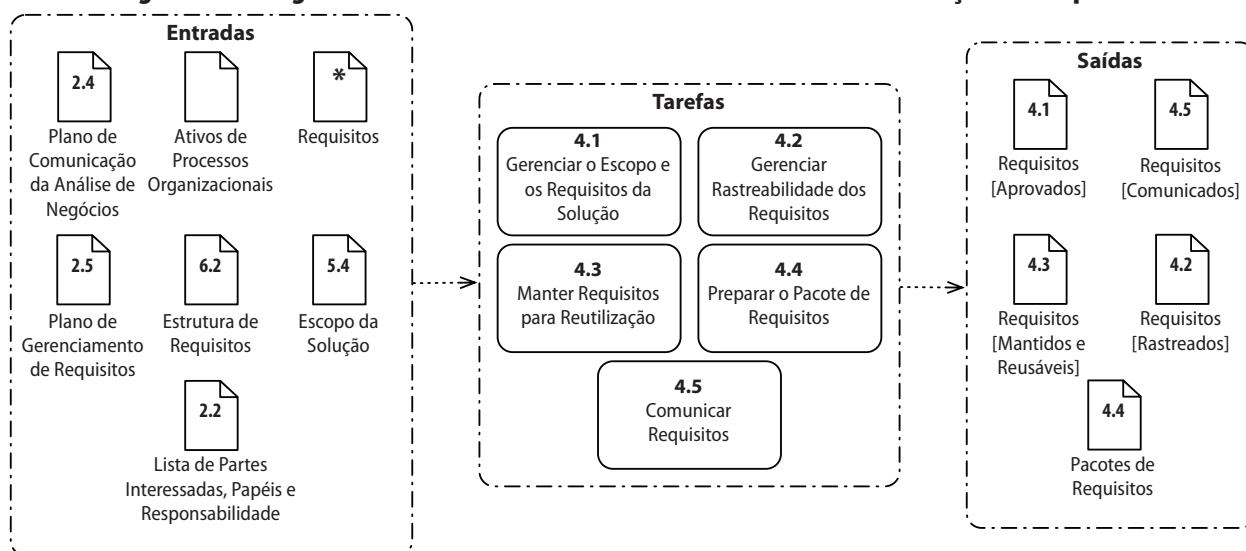 Entradas
2.4
Plano de
Comunicação
da Análise de
Negócios
Ativos de
Processos
Organizacionais
*
Requisitos
2.5
Plano de
Gerenciamento
de Requisitos
6.2
Estrutura de
Requisitos
5.4
Escopo da
Solução
2.2
Lista de Partes
Interessadas, Papéis e
Responsabilidade
Tarefas
4.1
Gerenciar o Escopo e
os Requisitos da
Solução
4.2
Gerenciar
Rastreabilidade dos
Requisitos
4.3
Manter Requisitos
para Reutilização
4.4
Preparar o Pacote de
Requisitos
4.5
Comunicar
Requisitos
Saídas
4.1
Requisitos
[Aprovados]
4.5
Requisitos
[Comunicados]
4.3
Requisitos
[Mantidos e
Reusáveis]
4.2
Requisitos
[Rastreados]
4.4
Pacotes de
Requisitos